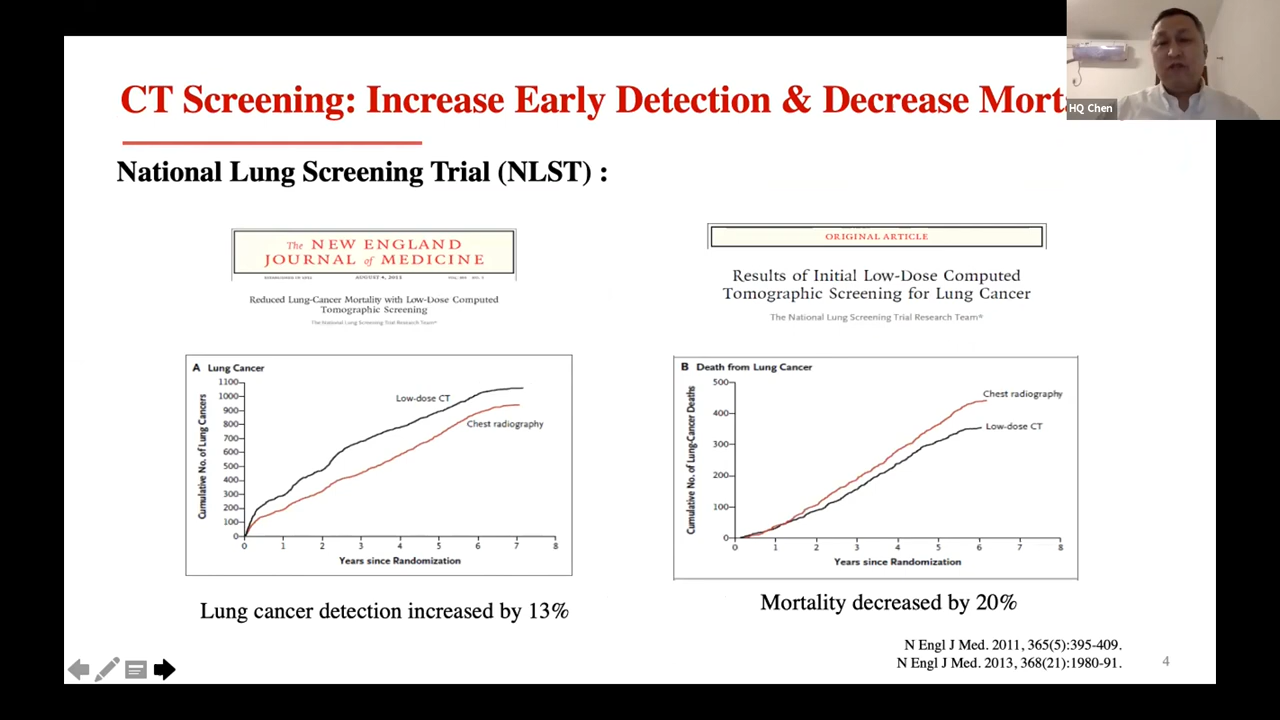 CT Screening: Increase Early Detection & Decrease Mort
HQ Chen
National Lung Screening Trial (NLST) :
The NEW ENGLAND
JOURNAL of MEDICINE
ESTABLISHED IN 1812 AUGUST 4, 2011 VOL. 365 NO. 5
Reduced Lung-Cancer Mortality with Low-Dose Computed
Tomographic Screening
The National Lung Screening Trial Research Team*
ORIGINAL ARTICLE
Results of Initial Low-Dose Computed
Tomographic Screening for Lung Cancer
The National Lung Screening Trial Research Team*
A Lung Cancer
Cumulative No. of Lung Cancers
1100
1000
900
800
700
600
500
400
300
200
100
0
Low-dose CT
Chest radiography
0 1 2 3 4 5 6 7 8
Years since Randomization
B Death from Lung Cancer
Cumulative No. of Lung-Cancer Deaths
500
400
300
200
100
0
Chest radiography
Low-dose CT
0 1 2 3 4 5 6 7 8
Years since Randomization
Lung cancer detection increased by 13%
Mortality decreased by 20%
N Engl J Med. 2011, 365(5):395-409.
N Engl J Med. 2013, 368(21):1980-91.
4